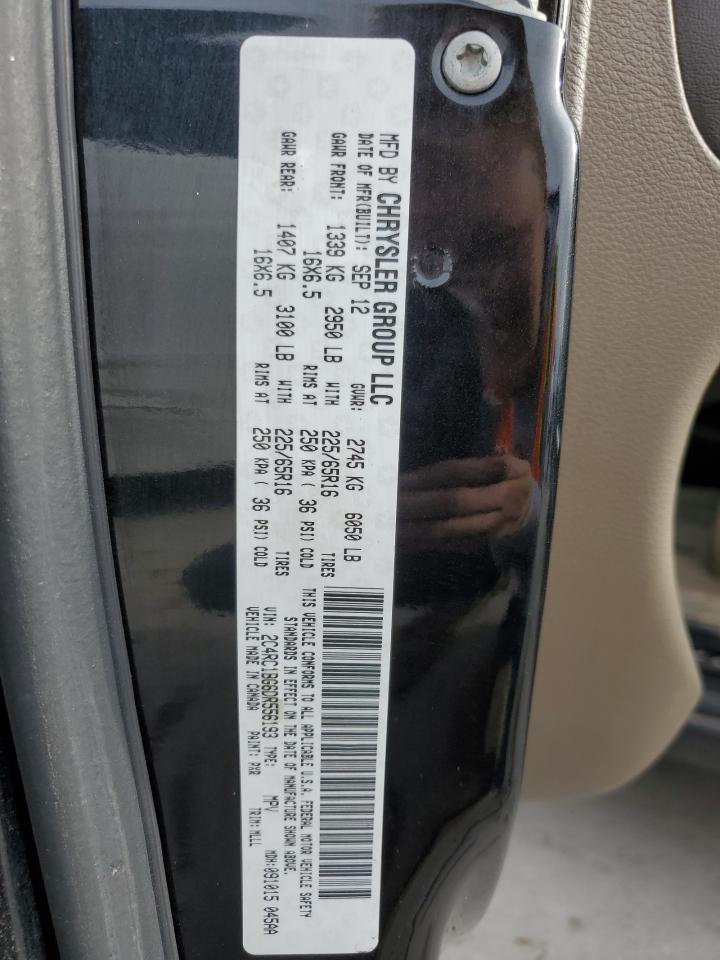 MFD BY CHRYSLER GROUP LLC
DATE OF MFR(BUILT): SEP 12 GVWR: 2745 KG 6050 LB
GAWR FRONT: 1339 KG 2950 LB WITH 225/65R16 TIRES
16X6.5 RIMS AT 250 KPA ( 36 PSI) COLD
GAWR REAR: 1407 KG 3100 LB WITH 225/65R16 TIRES
16X6.5 RIMS AT 250 KPA ( 36 PSI) COLD
THIS VEHICLE CONFORMS TO ALL APPLICABLE U.S.A. FEDERAL MOTOR VEHICLE SAFETY
STANDARDS IN EFFECT ON THE DATE OF MANUFACTURE SHOWN ABOVE.
VIN: 2C4RC1BG6DR556193 TYPE: MPV MDH:091015 045AA
VEHICLE MADE IN CANADA PAINT: PXR TRIM: MLLL